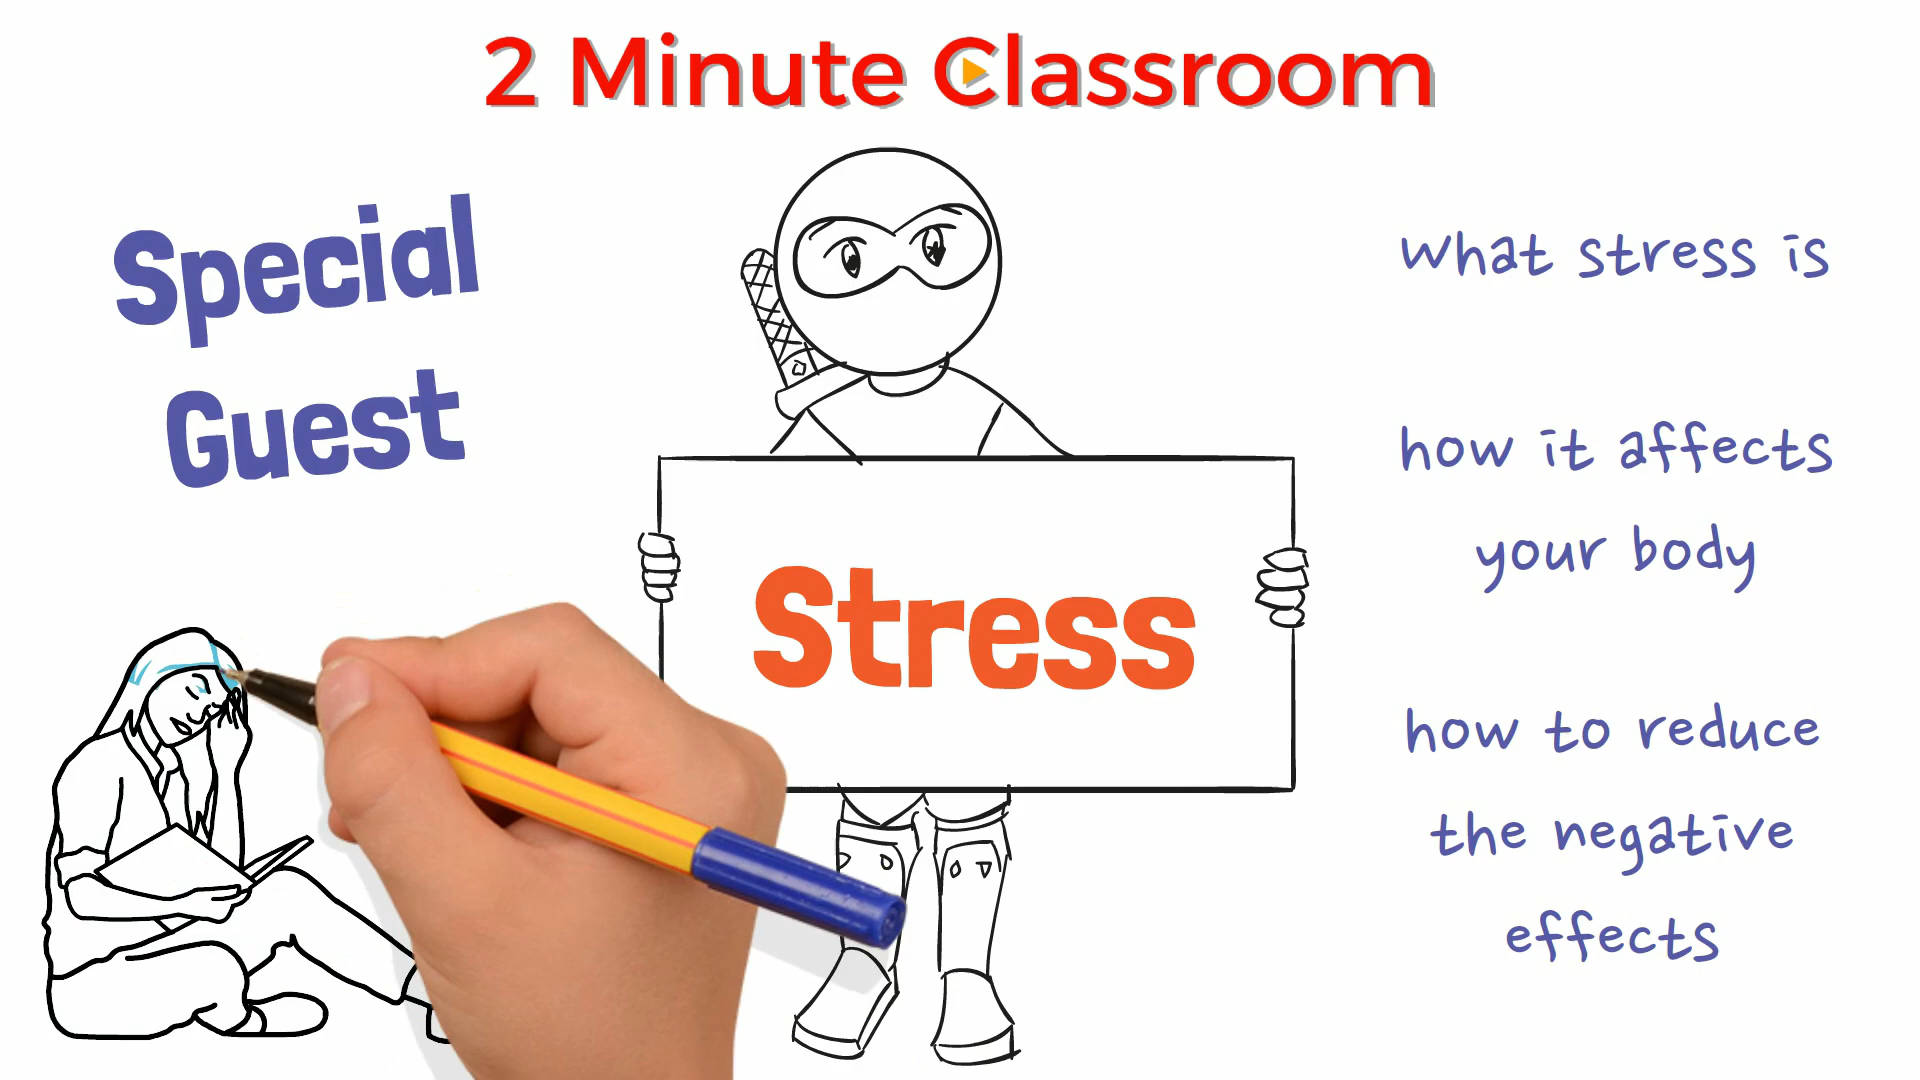 2 Minute Classroom
Special
Guest
Stress
what stress is
how it affects
your body
how to reduce
the negative
effects